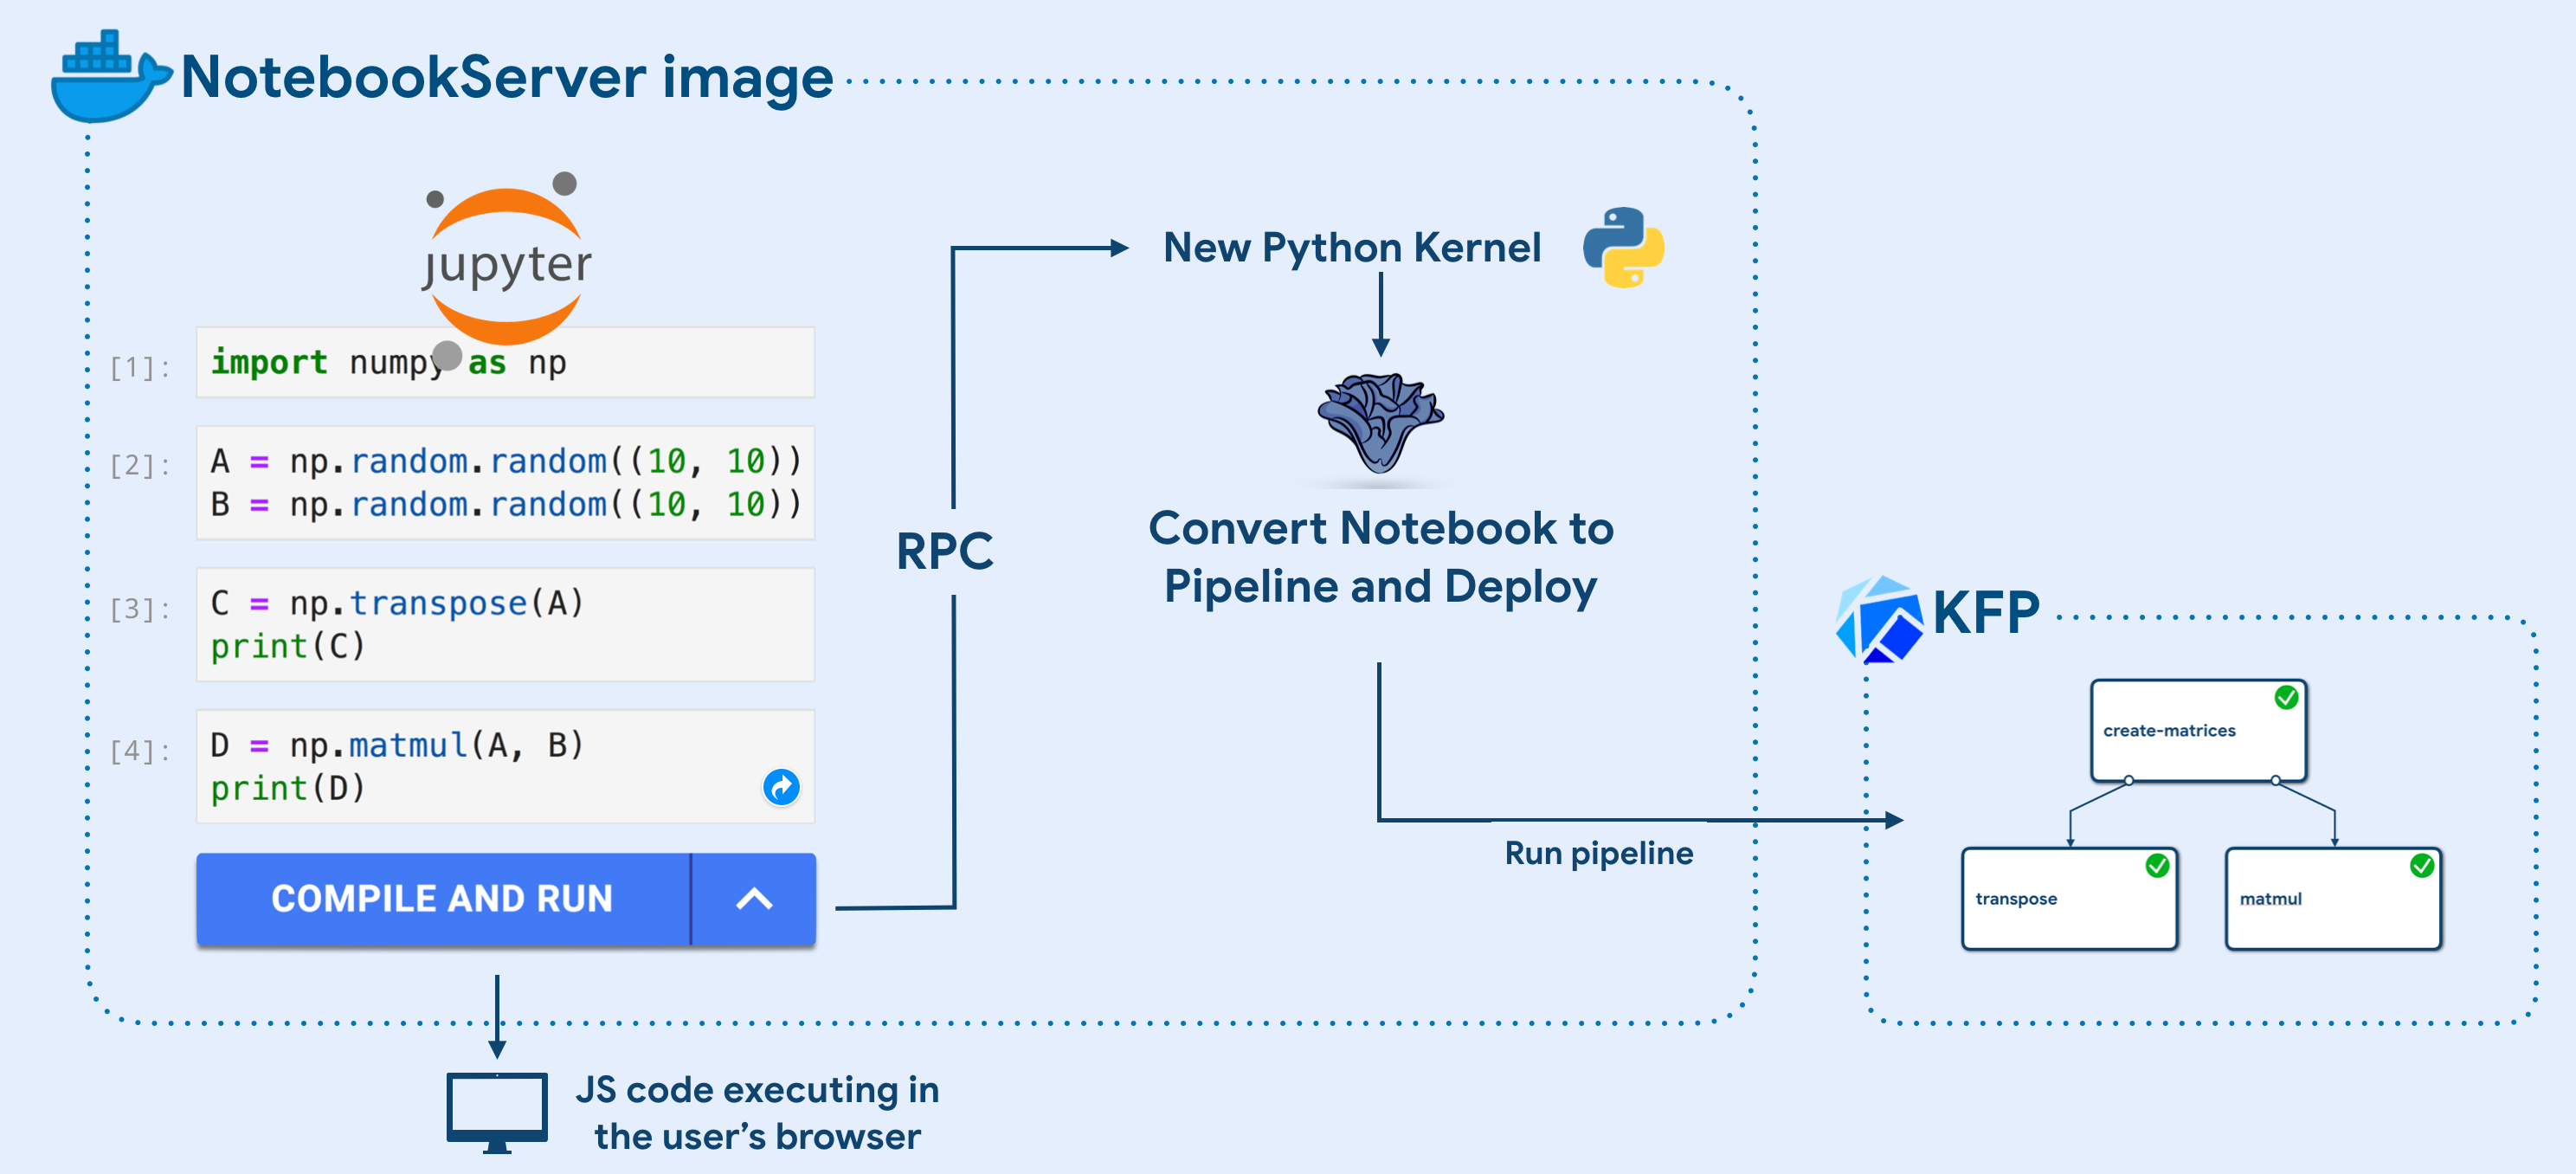 NotebookServer image
jupyter
[1]:
import numpy as np
[2]:
A = np.random.random((10, 10))
B = np.random.random((10, 10))
[3]:
C = np.transpose(A)
print(C)
[4]:
D = np.matmul(A, B)
print(D)
COMPILE AND RUN
JS code executing in
the user’s browser
RPC
New Python Kernel
Convert Notebook to
Pipeline and Deploy
Run pipeline
KFP
create-matrices
transpose
matmul